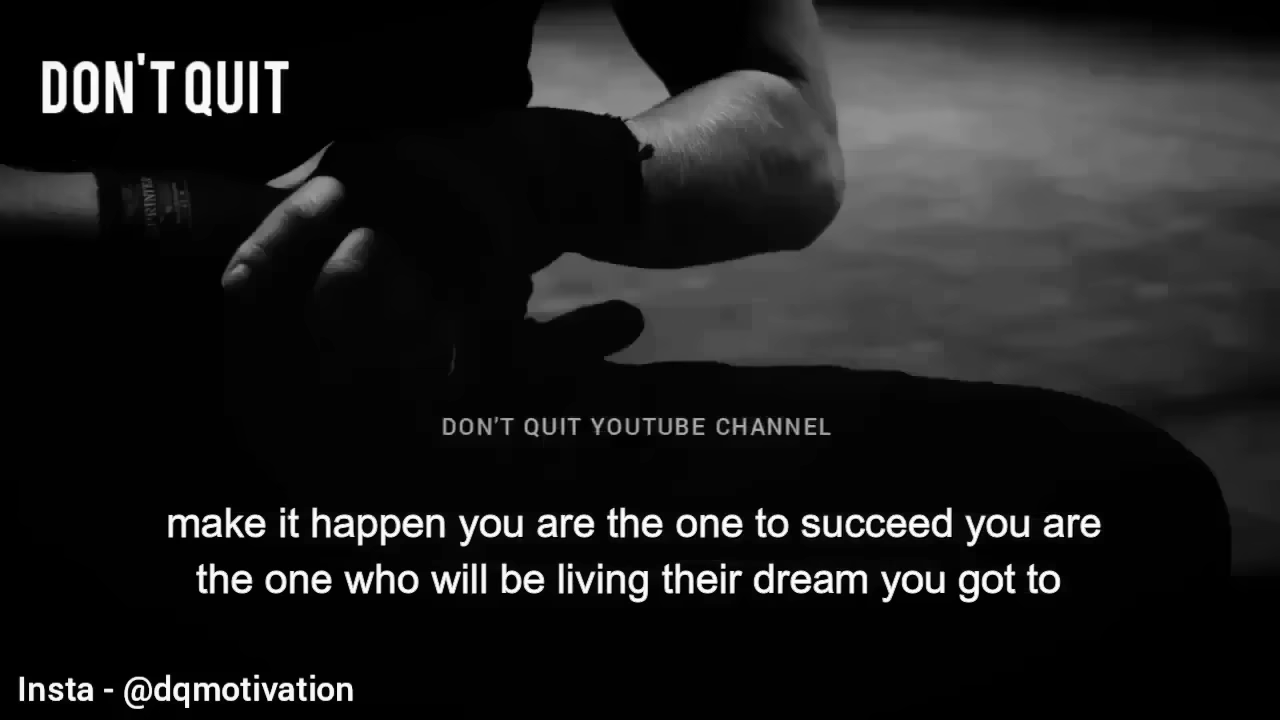 DON'T QUIT
PRINTER
DON'T QUIT YOUTUBE CHANNEL
make it happen you are the one to succeed you are
the one who will be living their dream you got to
Insta - @dqmotivation